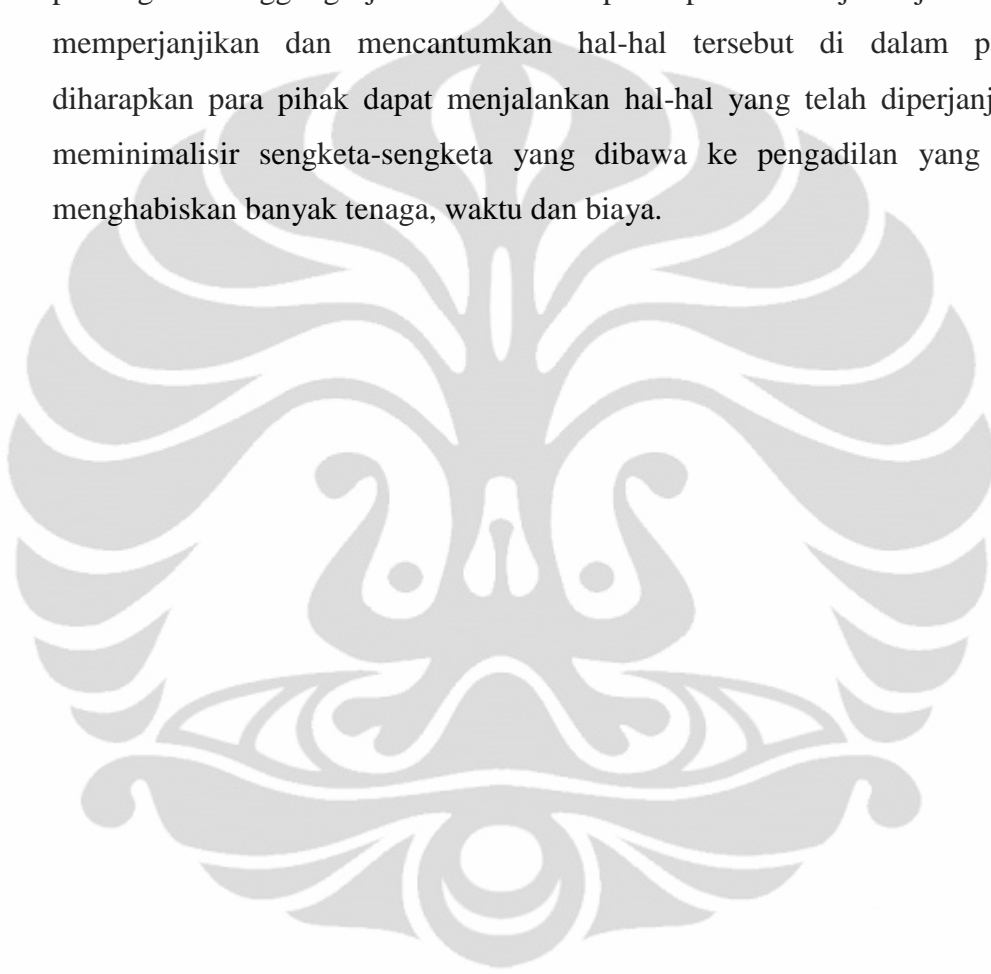 memperjanjikan dan mencantumkan hal-hal tersebut di dalam
diharapkan para pihak dapat menjalankan hal-hal yang telah
meminimalisir sengketa-sengketa yang dibawa ke pengadilan yang
menghabiskan banyak tenaga, waktu dan biaya.